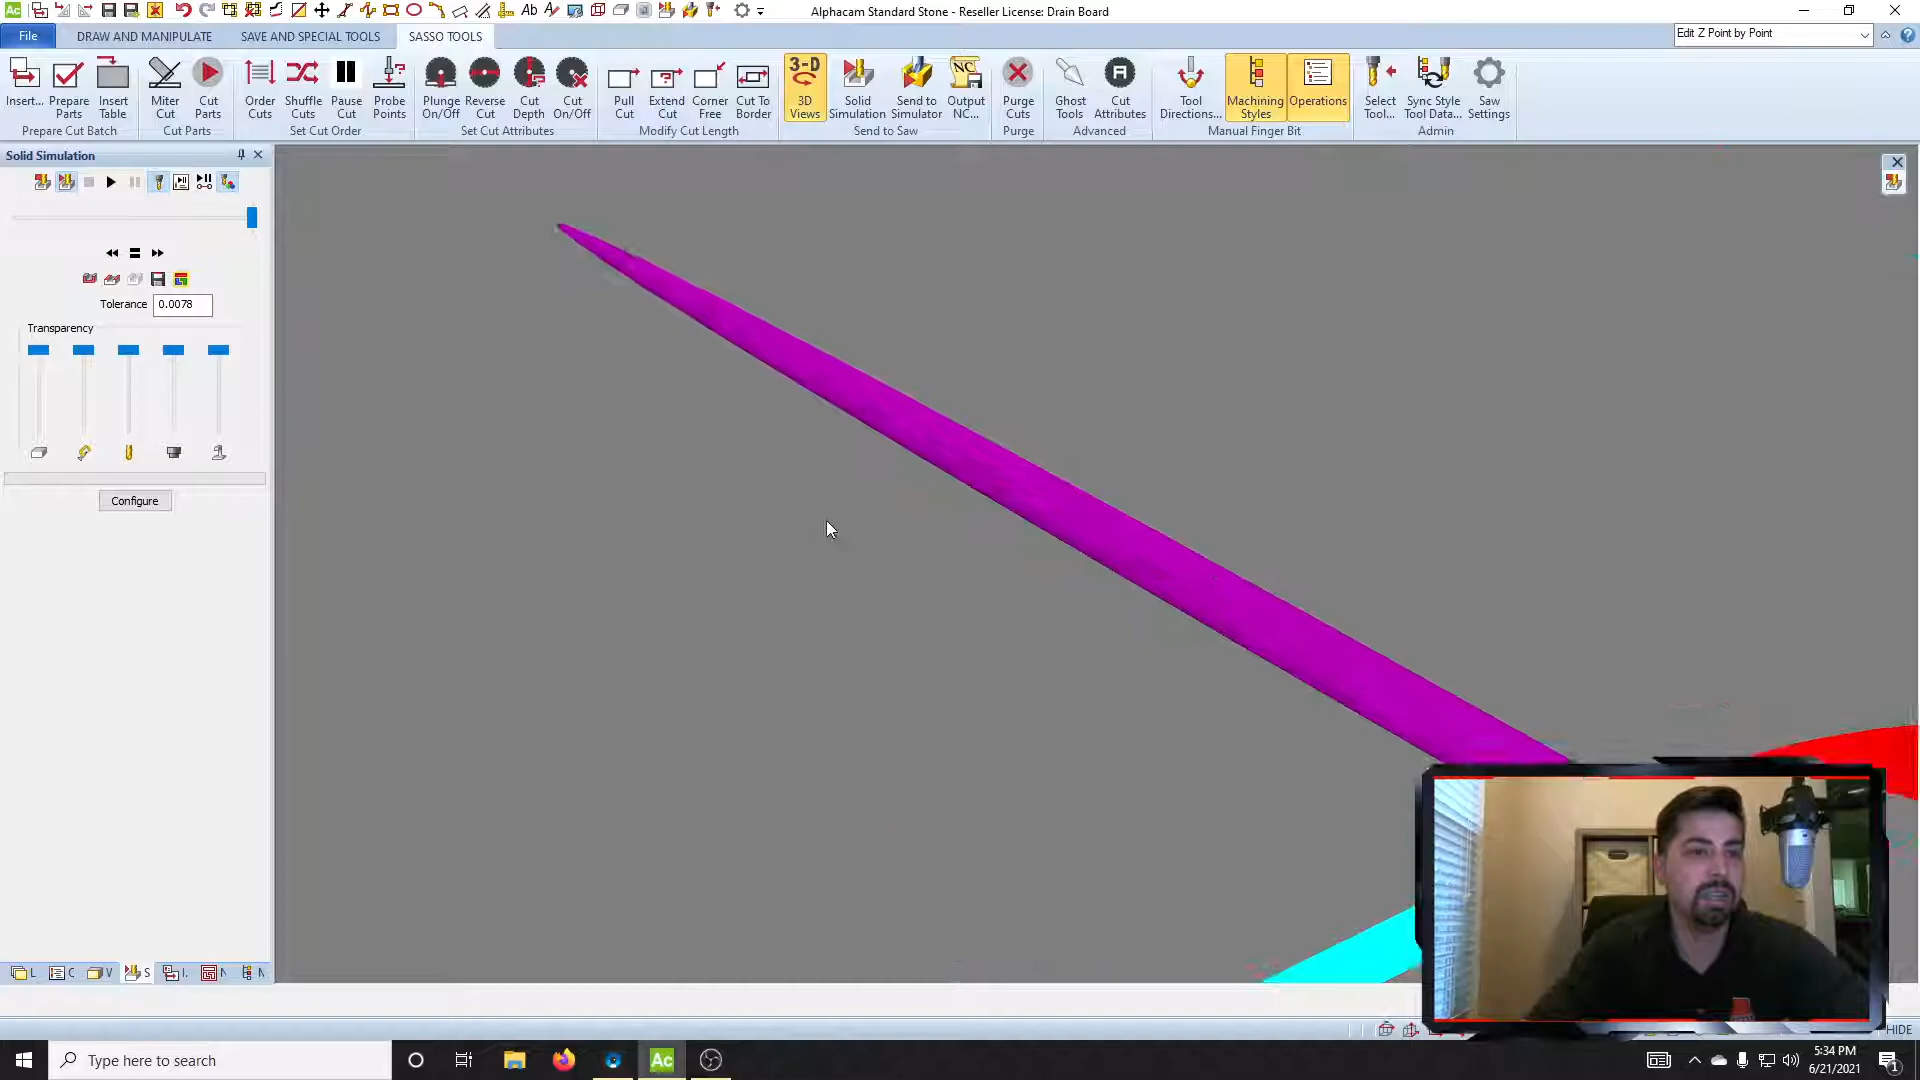 Ac
Ab
Alphacam Standard Stone - Reseller License: Drain Board
File
DRAW AND MANIPULATE
SAVE AND SPECIAL TOOLS
SASSO TOOLS
Edit Z Point by Point
Insert...
Prepare Parts
Insert Table
Prepare Cut Batch
Miter Cut
Cut Parts
Cut Parts
Order Cuts
Shuffle Cuts
Pause Cut
Probe Points
Set Cut Order
Plunge On/Off
Reverse Cut
Cut Depth
Cut On/Off
Set Cut Attributes
Pull Cut
Extend Cut
Corner Free
Cut To Border
Modify Cut Length
3-D
3D Views
Solid Simulation
Send to Simulator
NC
Output NC...
Send to Saw
Purge Cuts
Purge
Ghost Tools
Cut Attributes
Advanced
Tool Directions...
Machining Styles
Operations
Manual Finger Bit
Select Tool...
Sync Style Tool Data...
Saw Settings
Admin
Solid Simulation
Tolerance 0.0078
Transparency
Configure
L
C
V
S
I.
HIDE
Type here to search
Ac
5:34 PM
6/21/2021
1